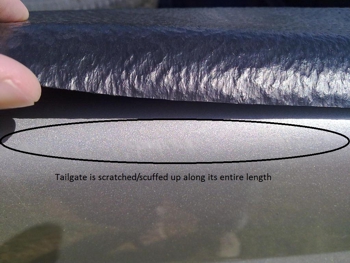 Tailgate is scratched/scuffed up along its entire length